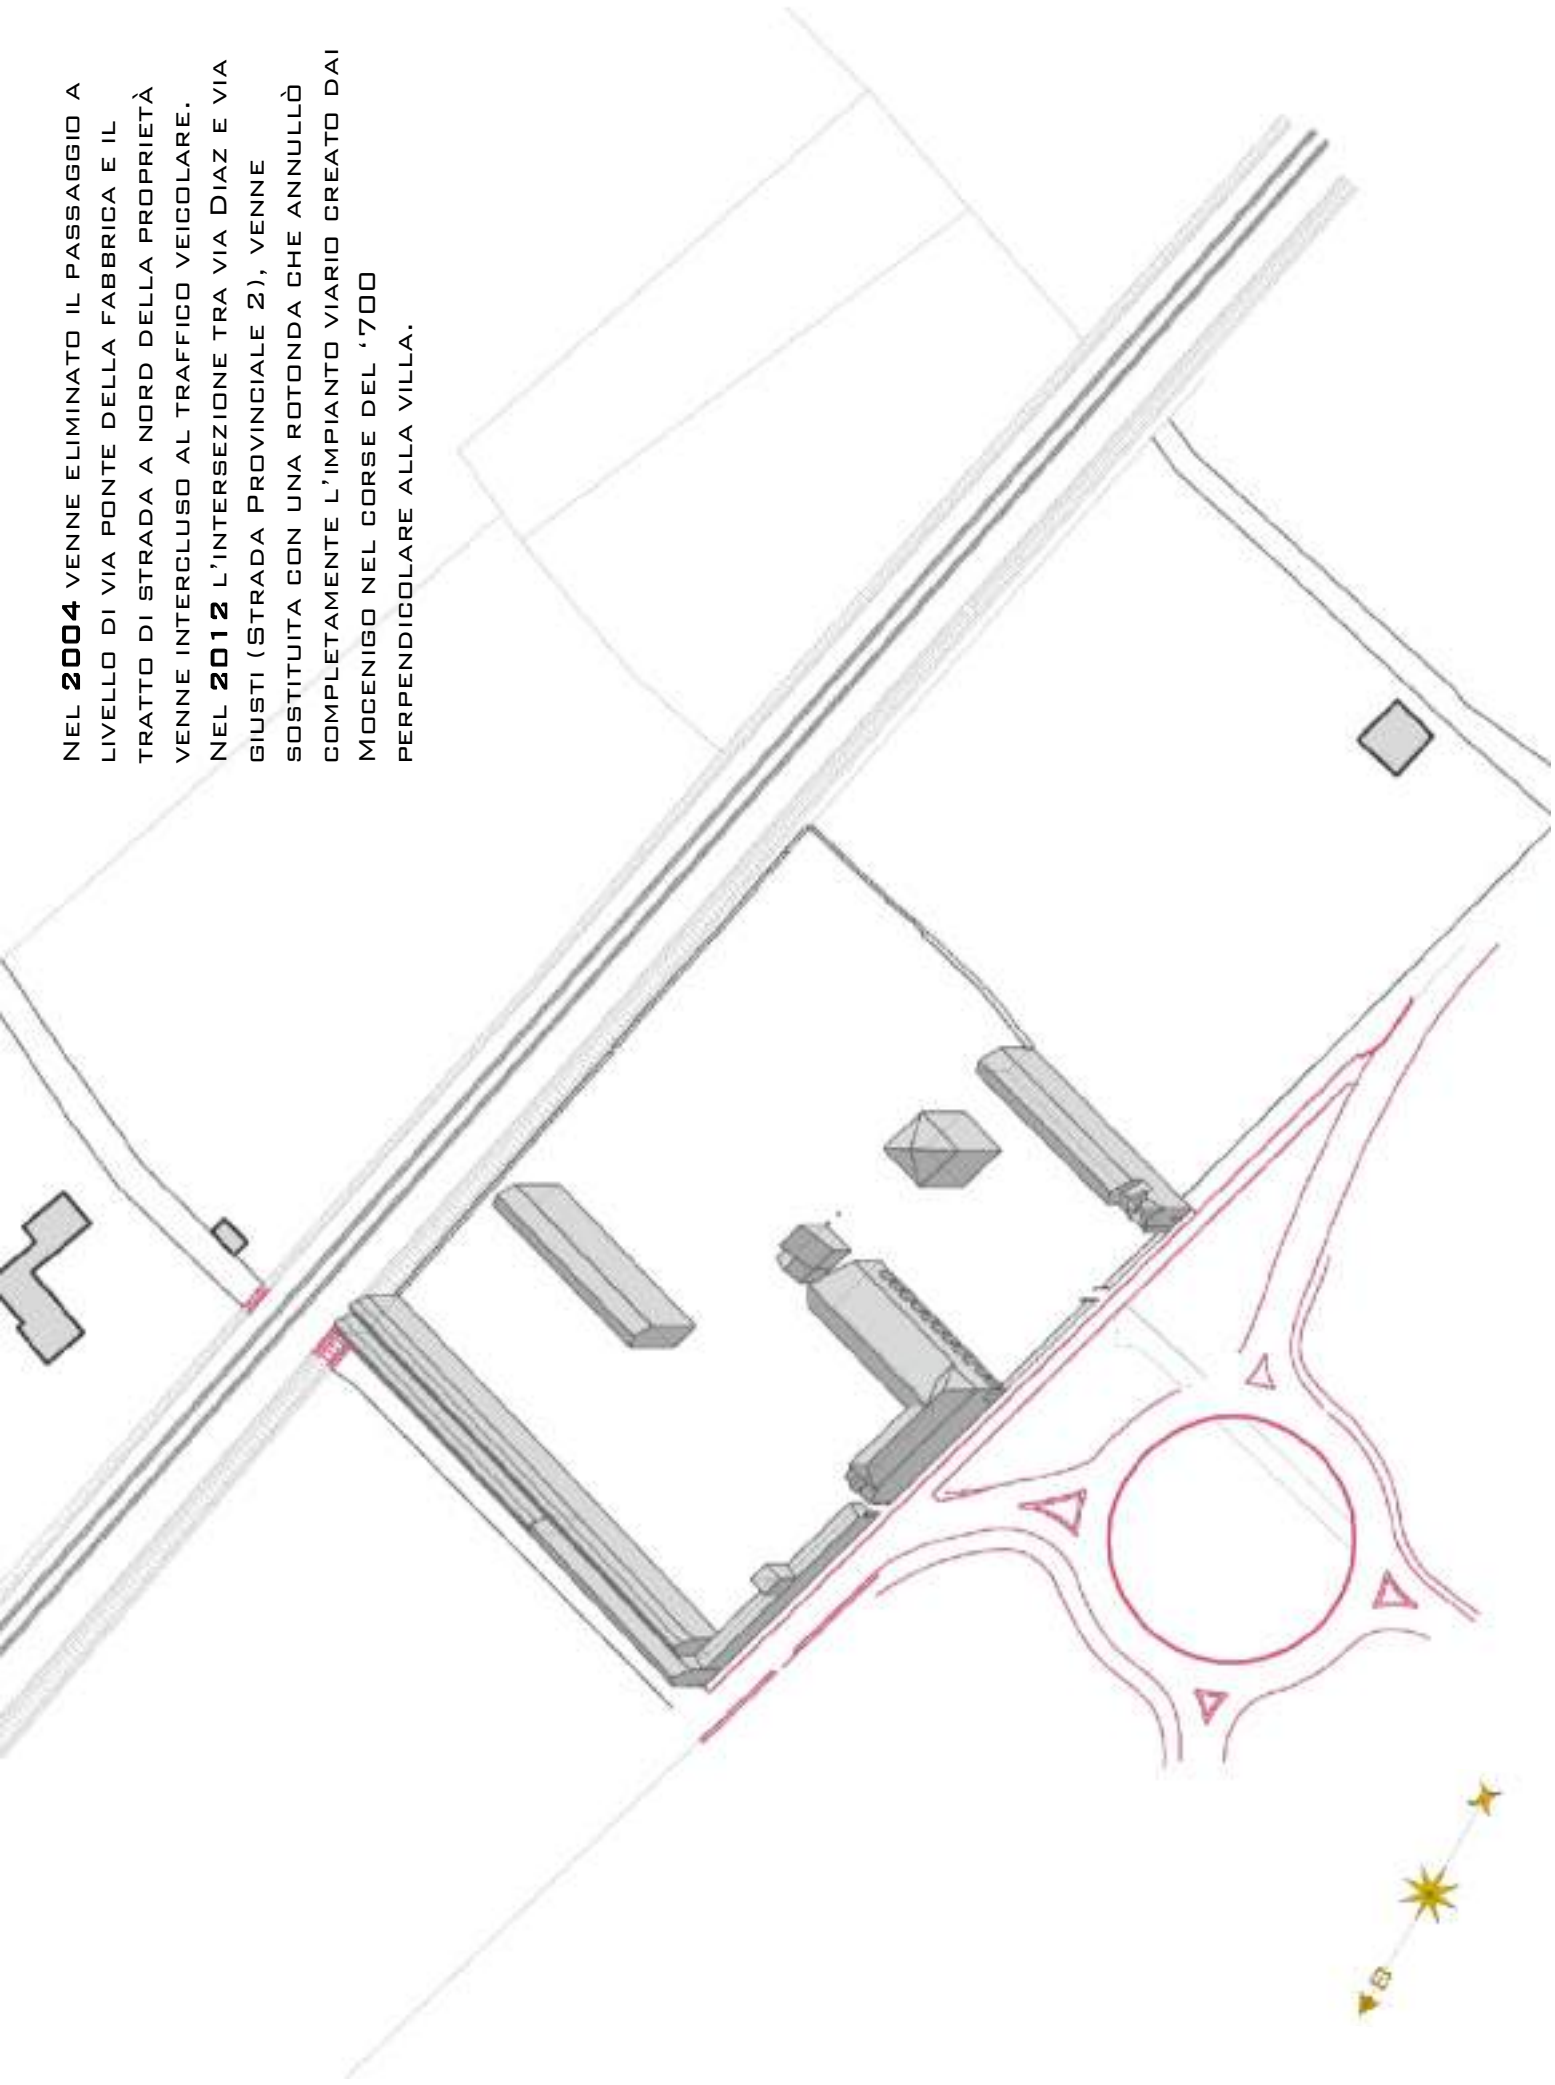 Nel 2004 venne eliminato il passaggio a
livello di via Ponte della Fabbrica e il
tratto di strada a nord della proprietà
venne intercluso al traffico veicolare.
Nel 2012 l'intersezione tra via Diaz e via
Giusti (Strada Provinciale 2), venne
sostituita con una rotonda che annullò
completamente l'impianto viario creato dai
Mocenigo nel corse del '700
perpendicolare alla villa.